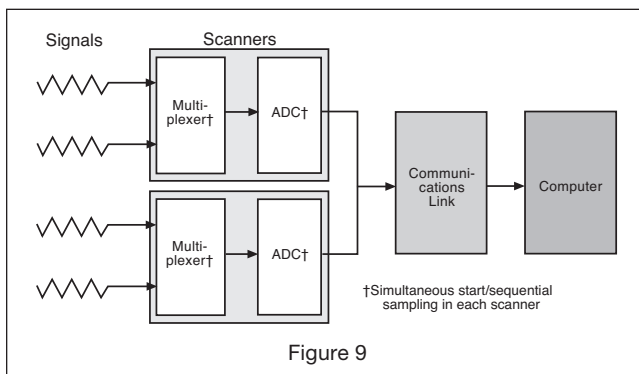 Signals
Scanners
Multi-
plexer†
ADC†
Multi-
plexer†
ADC†
Communi-
cations
Link
Computer
†Simultaneous start/sequential
sampling in each scanner
Figure 9